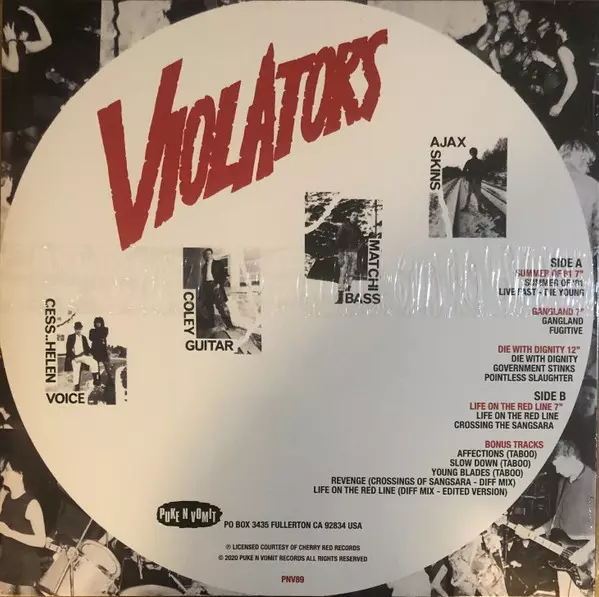 VIOLATORS
AJAX
SKINS
MATCHI
BASS
COLEY
GUITAR
CESS..HELEN
VOICE
SIDE A
SUMMER OF 81 7"
SUMMER OF '81
LIVE FAST - DIE YOUNG
GANGLAND 7"
GANGLAND
FUGITIVE
DIE WITH DIGNITY 12"
DIE WITH DIGNITY
GOVERNMENT STINKS
POINTLESS SLAUGHTER
SIDE B
LIFE ON THE RED LINE 7"
LIFE ON THE RED LINE
CROSSING THE SANGSARA
BONUS TRACKS
AFFECTIONS (TABOO)
SLOW DOWN (TABOO)
YOUNG BLADES (TABOO)
REVENGE (CROSSINGS OF SANGSARA - DIFF MIX)
LIFE ON THE RED LINE (DIFF MIX - EDITED VERSION)
PUKE N VOMIT
PO BOX 3435 FULLERTON CA 92834 USA
℗ LICENSED COURTESY OF CHERRY RED RECORDS
© 2020 PUKE N VOMIT RECORDS ALL RIGHTS RESERVED
PNV89